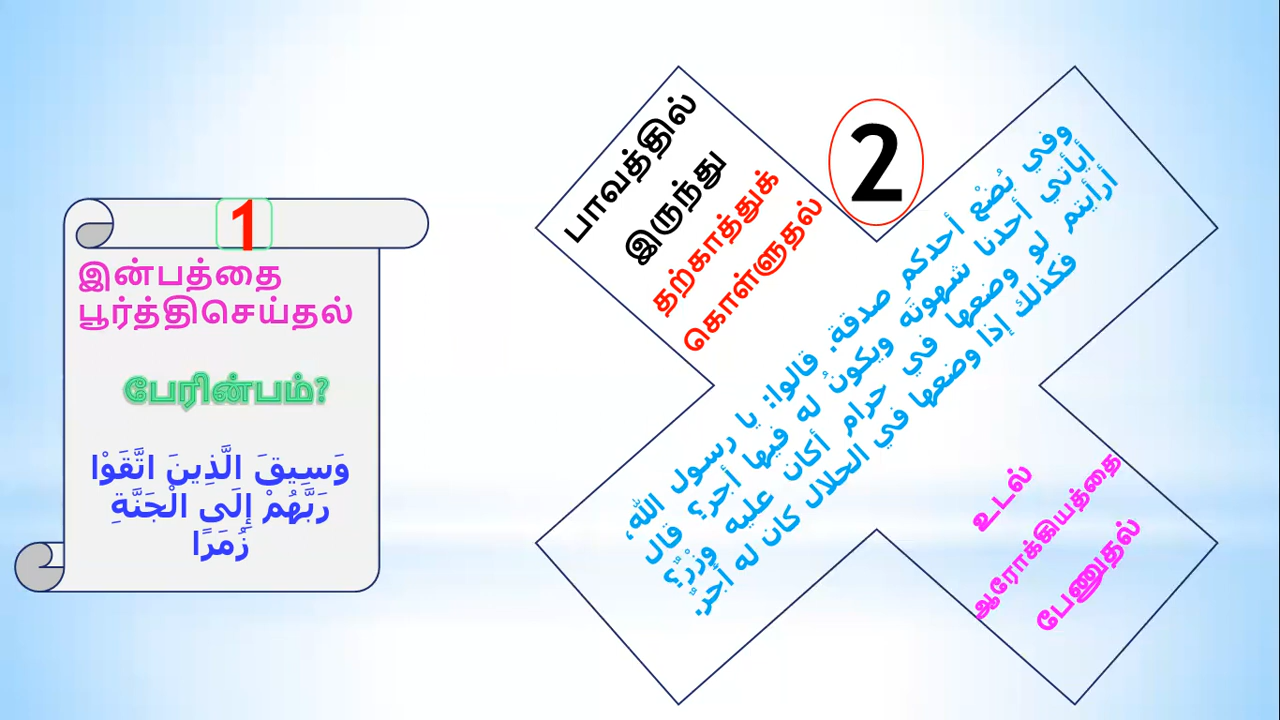 1
இன்பத்தை
பூர்த்திசெய்தல்
பேரின்பம்?
وَسِيقَ الَّذِينَ اتَّقَوْا
رَبَّهُمْ إِلَى الْجَنَّةِ
زُمَرًا
2
பாவத்தில்
இருந்து
தற்காத்துக்
கொள்ளுதல்
وفي بُضْع أحدكم صدقة. قالوا: يا رسول الله،
أيأتي أحدنا شهوتَه ويكونُ له فيها أجر؟ قال
أرأيتم لو وضعها في حرام أكان عليه وِزْرٌ؟
فكذلك إذا وضعها في الحلال كان له أجرٌ.
உடல்
ஆரோக்கியத்தை
பேணுதல்